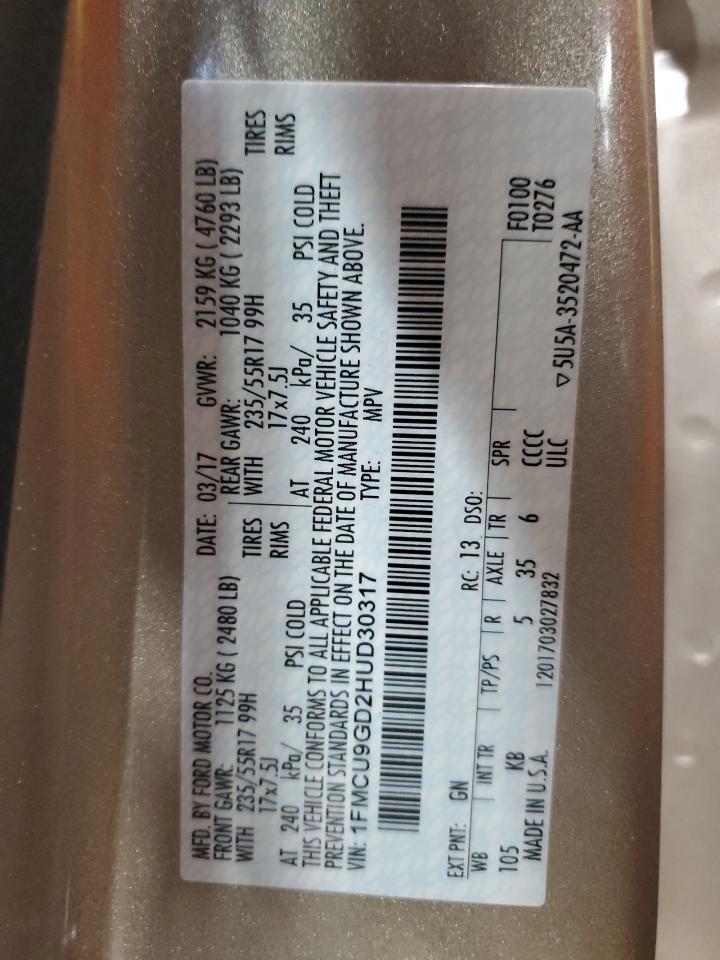 MFD. BY FORD MOTOR CO. DATE: 03/17 GVWR: 2159 KG ( 4760 LB)
FRONT GAWR: 1125 KG ( 2480 LB) REAR GAWR: 1040 KG ( 2293 LB)
WITH 235/55R17 99H TIRES WITH 235/55R17 99H TIRES
17x7.5J RIMS 17x7.5J RIMS
AT 240 kPa/ 35 PSI COLD AT 240 kPa/ 35 PSI COLD
THIS VEHICLE CONFORMS TO ALL APPLICABLE FEDERAL MOTOR VEHICLE SAFETY AND THEFT
PREVENTION STANDARDS IN EFFECT ON THE DATE OF MANUFACTURE SHOWN ABOVE.
VIN: 1FMCU9GD2HUD30317 TYPE: MPV
EXT PNT: GN RC: 13 DSO:
WB INT TR TP/PS R AXLE TR SPR F0100
105 KB 5 35 6 CCCC T0276
MADE IN U.S.A. 1201703027832 ULC ▽5U5A-3520472-AA